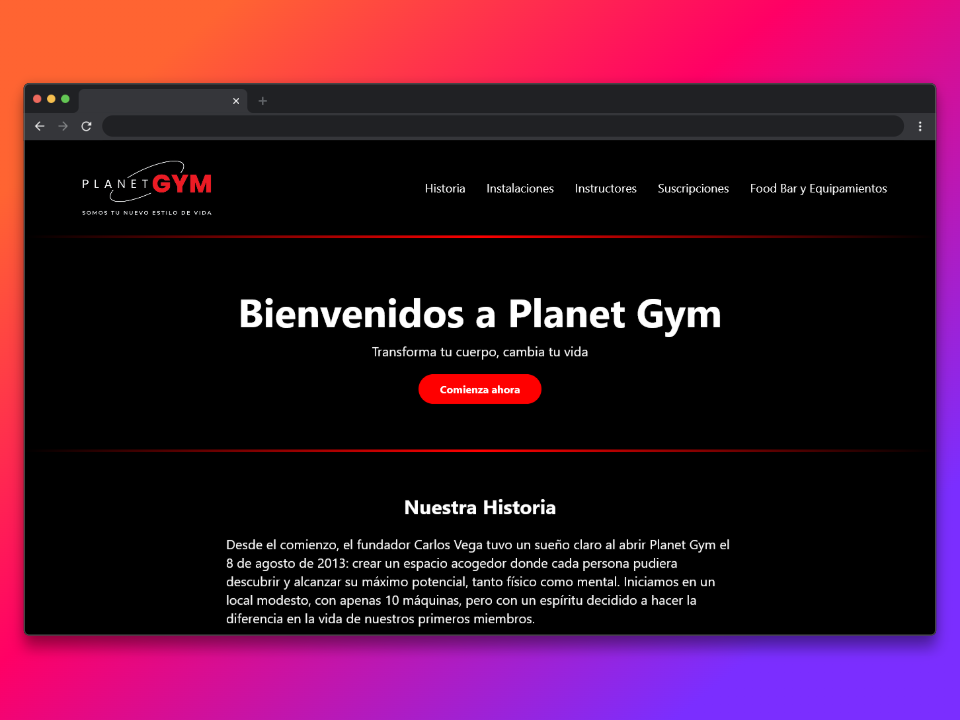 PLANET GYM
SOMOS TU NUEVO ESTILO DE VIDA
Historia Instalaciones Instructores Suscripciones Food Bar y Equipamientos
Bienvenidos a Planet Gym
Transforma tu cuerpo, cambia tu vida
Comienza ahora
Nuestra Historia
Desde el comienzo, el fundador Carlos Vega tuvo un sueño claro al abrir Planet Gym el
8 de agosto de 2013: crear un espacio acogedor donde cada persona pudiera
descubrir y alcanzar su máximo potencial, tanto físico como mental. Iniciamos en un
local modesto, con apenas 10 máquinas, pero con un espíritu decidido a hacer la
diferencia en la vida de nuestros primeros miembros.